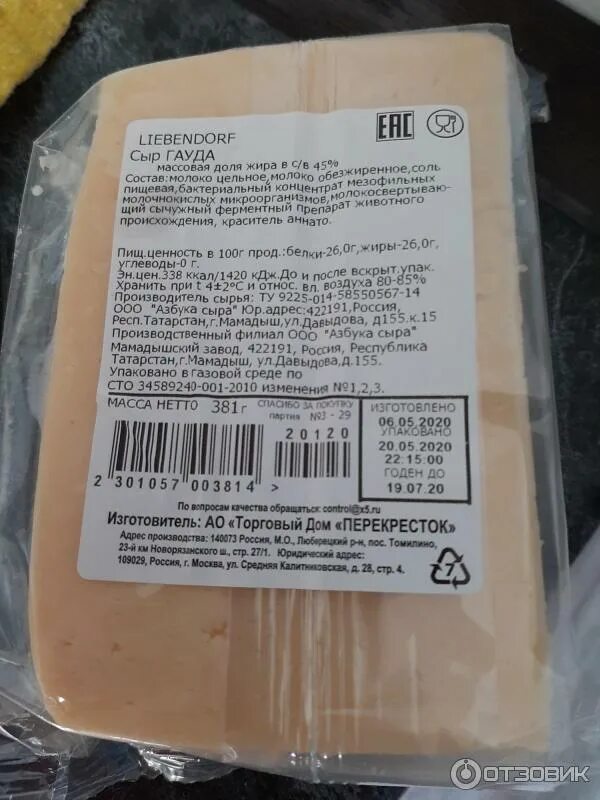 LIEBENDORF
Сыр ГАУДА
массовая доля жира в с/в 45%
Состав:молоко цельное,молоко обезжиренное,соль
пищевая,бактериальный концентрат мезофильных
молочнокислых микроорганизмов,молокосвертываю-
щий сычужный ферментный препарат животного
происхождения, краситель аннато.
Пищ.ценность в 100г прод.:белки-26,0г,жиры-26,0г,
углеводы-0 г.
Эн.цен.338 ккал/1420 кДж.До и после вскрыт.упак.
Хранить при t 4±2°С и относ. вл. воздуха 80-85%
Производитель сырья: ТУ 9225-014-58550567-14
ООО "Азбука сыра" Юр.адрес:422191,Россия,
Респ.Татарстан,г.Мамадыш,ул.Давыдова, д155.к.15
Производственный филиал ООО "Азбука сыра"
Мамадышский завод, 422191, Россия, Республика
Татарстан,г.Мамадыш, ул.Давыдова,д.155.
Упаковано в газовой среде по
СТО 34589240-001-2010 изменения №1,2,3.
МАССА НЕТТО 381г
СПАСИБО ЗА ПОКУПКУ
партия №3 - 29
20120
2 301057 003814 >
ИЗГОТОВЛЕНО
06.05.2020
УПАКОВАНО
20.05.2020
22:15:00
ГОДЕН ДО
19.07.20
По вопросам качества обращаться: control@x5.ru
Изготовитель: АО «Торговый Дом «ПЕРЕКРЕСТОК»
Адрес производства: 140073 Россия, М.О., Люберецкий р-н, пос. Томилино,
23-й км Новорязанского ш., стр. 27/1. Юридический адрес:
109029, Россия, г. Москва, ул. Средняя Калитниковская, д. 28, стр. 4.
EAC
7
ОТЗОВИК